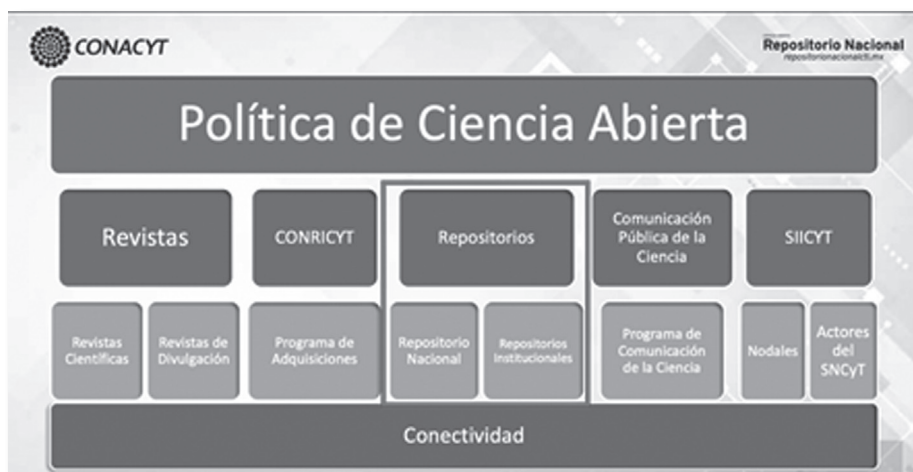 CONACYT
Repositorio Nacional
repositorionacionalcti.mx
Política de Ciencia Abierta
Revistas
CONRICYT
Repositorios
Comunicación
Pública de la
Ciencia
SIICYT
Revistas
Científicas
Revistas de
Divulgación
Programa de
Adquisiciones
Repositorio
Nacional
Repositorios
Institucionales
Programa de
Comunicación
de la Ciencia
Nodales
Actores
del
SNCyT
Conectividad